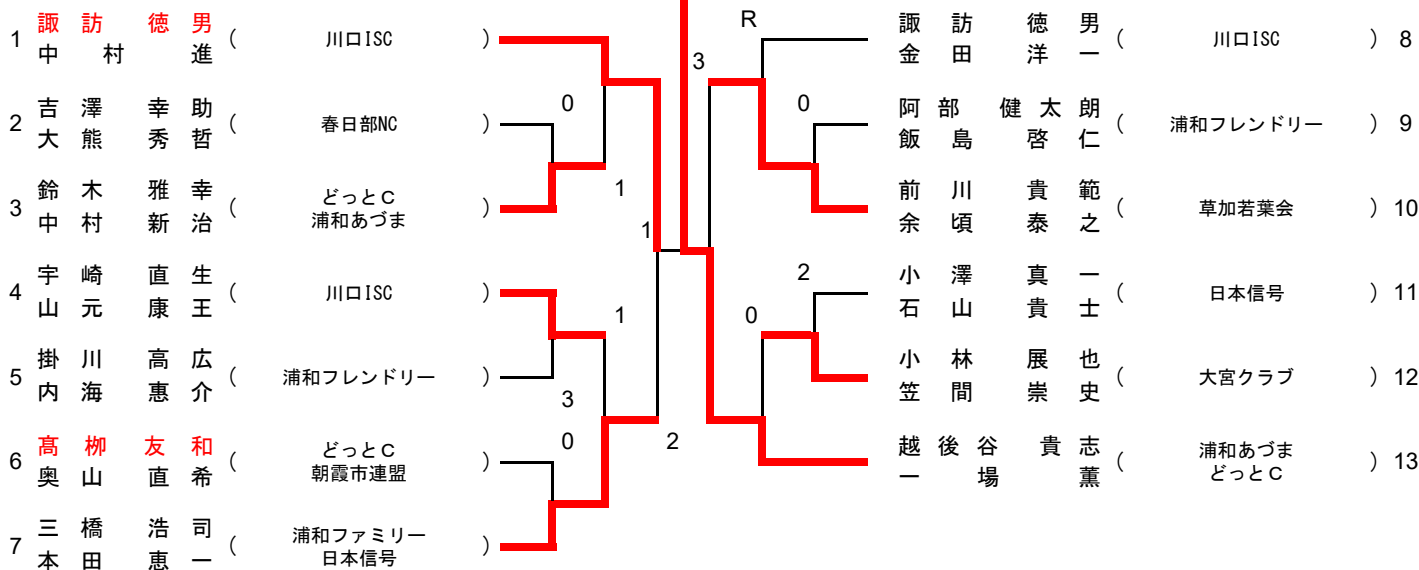 1 諏訪 徳男 ( 川口ISC )
中村 進
2 吉澤 幸助 ( 春日部NC )
大熊 秀哲
3 鈴木 雅幸 ( どっとC
中村 新治 浦和あづま )
4 宇崎 直生 ( 川口ISC )
山元 康王
5 掛川 高広 ( 浦和フレンドリー )
内海 惠介
6 髙栁 友和 ( どっとC
奥山 直希 朝霞市連盟 )
7 三橋 浩司 ( 浦和ファミリー
本田 恵一 日本信号 )
0
1
1
1
3
0
2
R
3
0
2
0
諏訪 徳男 ( 川口ISC ) 8
金田 洋一
阿部 健太朗 ( 浦和フレンドリー ) 9
飯島 啓仁
前川 貴範 ( 草加若葉会 ) 10
余頃 泰之
小澤 真一 ( 日本信号 ) 11
石山 貴士
小林 展也 ( 大宮クラブ ) 12
笠間 崇史
越後谷 貴志 ( 浦和あづま
一場 薫 どっとC ) 13